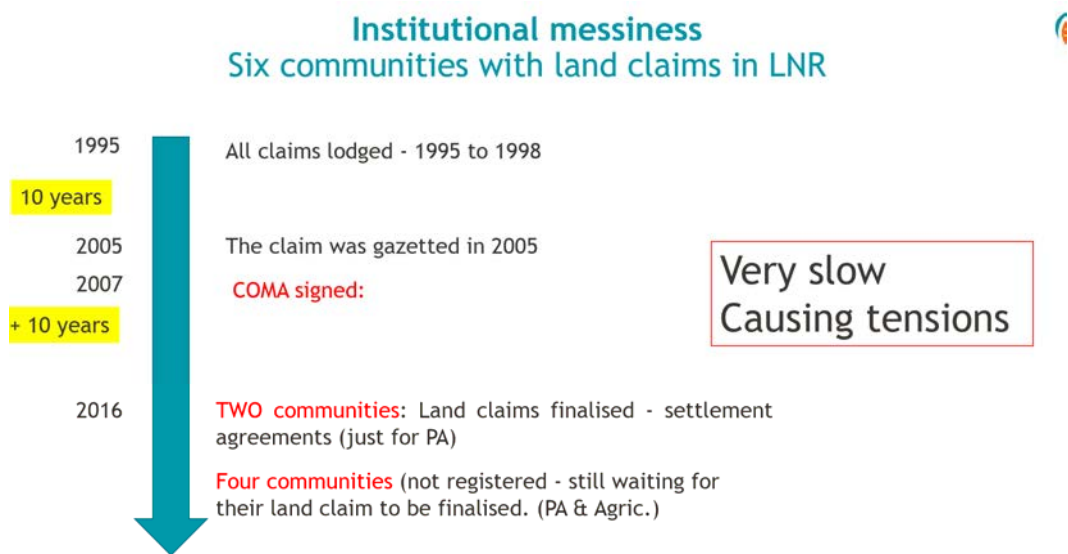 Institutional messiness
Six communities with land claims in LNR
1995
All claims lodged - 1995 to 1998
10 years
2005
The claim was gazetted in 2005
2007
COMA signed:
+ 10 years
Very slow
Causing tensions
2016
TWO communities: Land claims finalised - settlement
agreements (just for PA)
Four communities (not registered - still waiting for
their land claim to be finalised. (PA & Agric.)